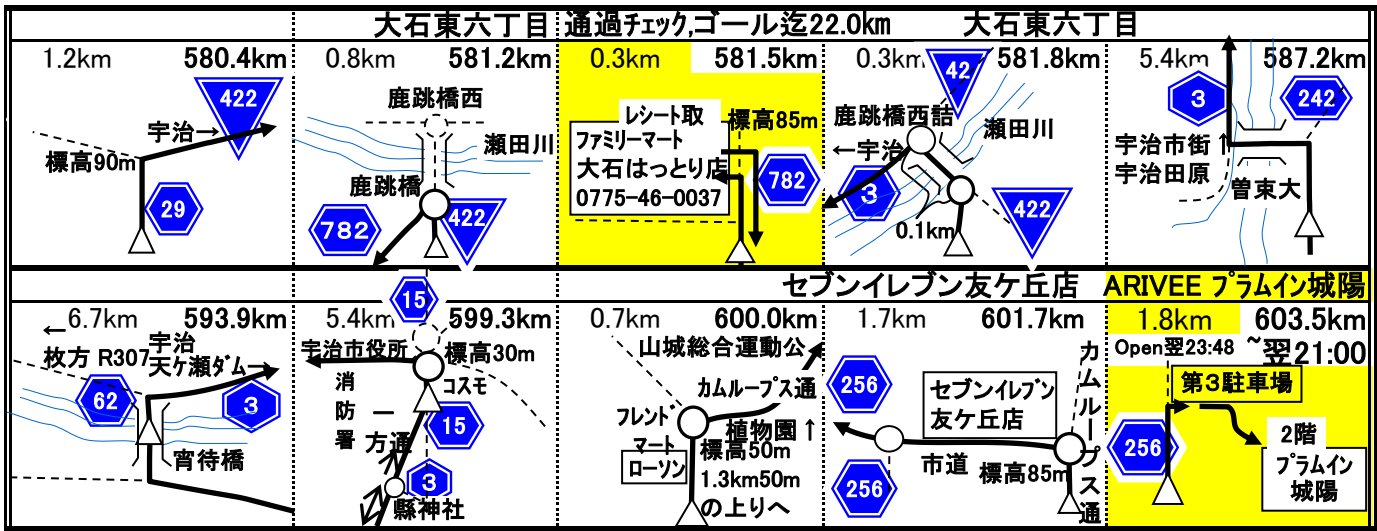 大石東六丁目 通過チェック,ゴール迄22.0km 大石東六丁目
1.2km 580.4km
422
宇治→
標高90m
29
0.8km 581.2km
鹿跳橋西
瀬田川
鹿跳橋
782
422
0.3km 581.5km
レシート取
標高85m
ファミリーマート
大石はっとり店
0775-46-0037
782
0.3km 581.8km
42
鹿跳橋西詰
瀬田川
←宇治
3
422
0.1km
5.4km 587.2km
3
242
宇治市街↑
宇治田原
曽東大
セブンイレブン友ケ丘店 ARIVEE プラムイン城陽
←6.7km 593.9km
枚方 R307
宇治
天ケ瀬ダム→
62
3
宵待橋
15
5.4km 599.3km
宇治市役所
標高30m
コスモ
消防署
一方通
15
3
縣神社
0.7km 600.0km
山城総合運動公
カムループス通
フレンド
マート
ローソン
植物園↑
標高50m
1.3km50m
の上りへ
1.7km 601.7km
カムループス通
256
セブンイレブン
友ケ丘店
市道
標高85m
256
1.8km 603.5km
Open翌23:48 ~翌21:00
第3駐車場
256
2階
プラムイン
城陽